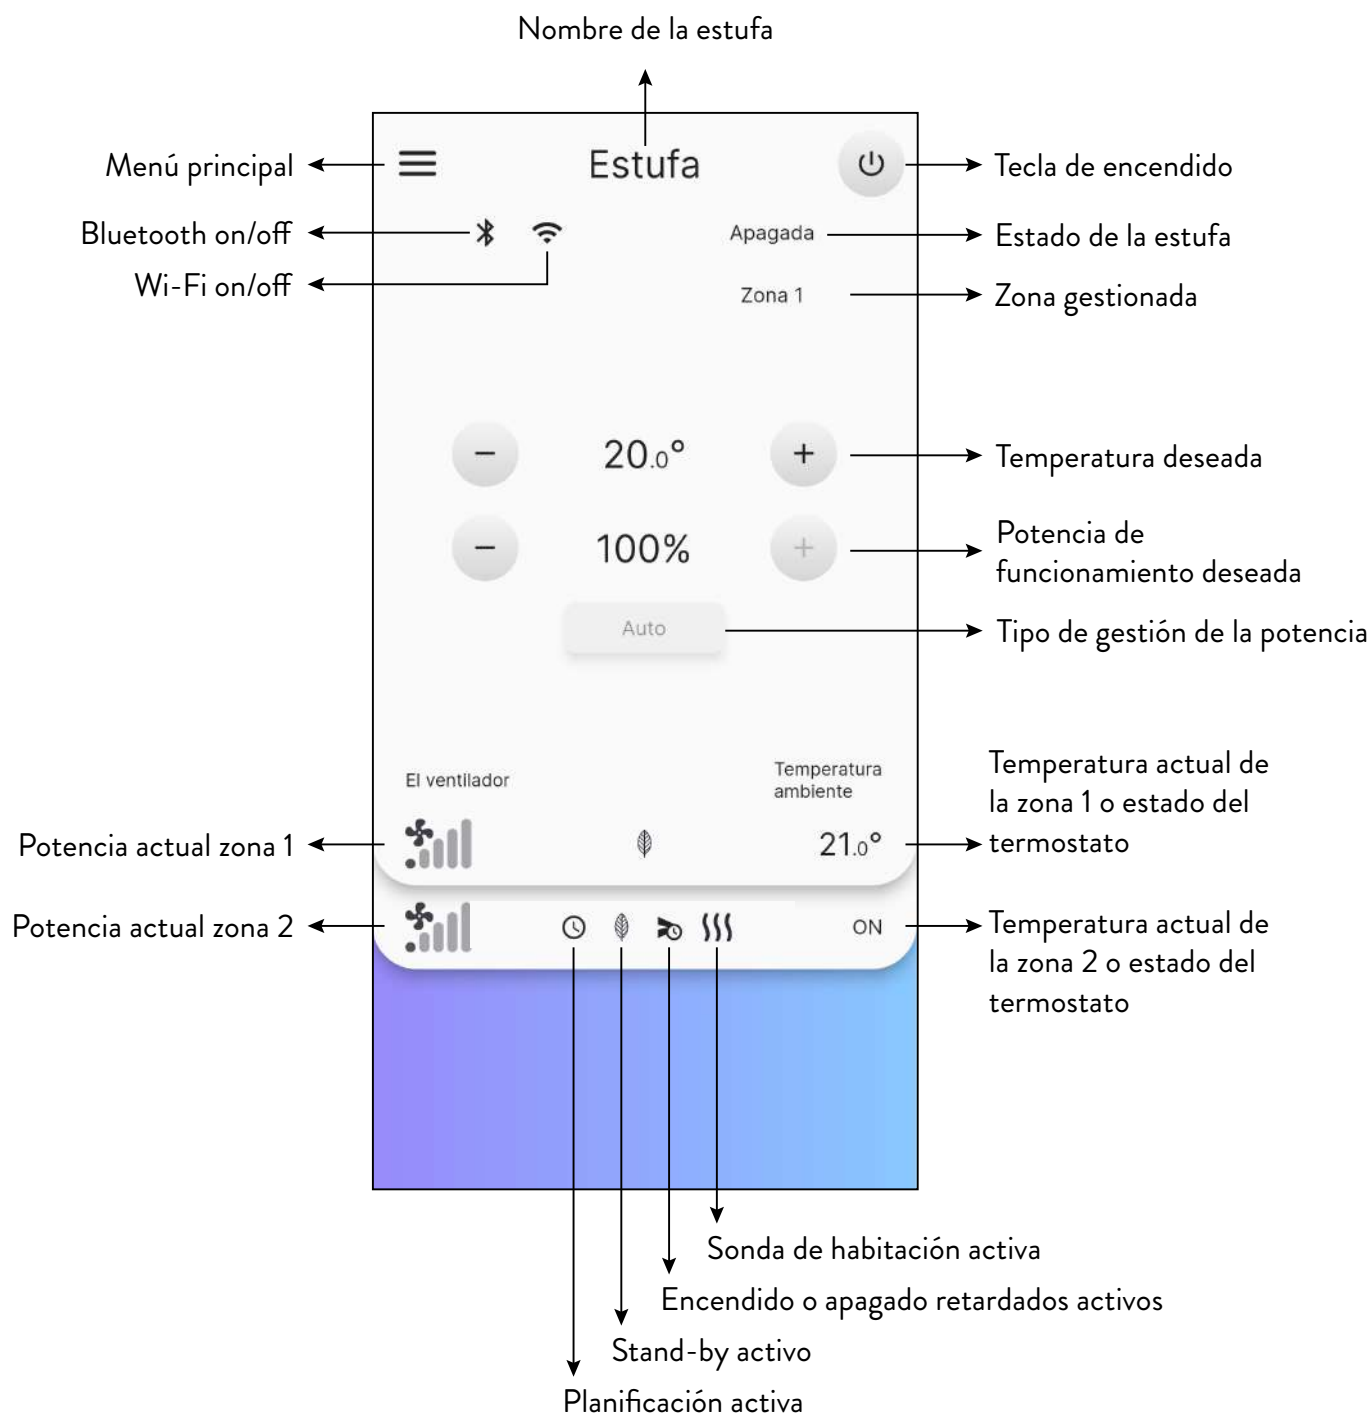 Nombre de la estufa
Menú principal
Estufa
Tecla de encendido
Bluetooth on/off
Apagada
Estado de la estufa
Wi-Fi on/off
Zona 1
Zona gestionada
− 20.0° +
Temperatura deseada
− 100% +
Potencia de
funcionamiento deseada
Auto
Tipo de gestión de la potencia
El ventilador
Temperatura
ambiente
Temperatura actual de
la zona 1 o estado del
termostato
Potencia actual zona 1
21.0°
Potencia actual zona 2
ON
Temperatura actual de
la zona 2 o estado del
termostato
Sonda de habitación activa
Encendido o apagado retardados activos
Stand-by activo
Planificación activa